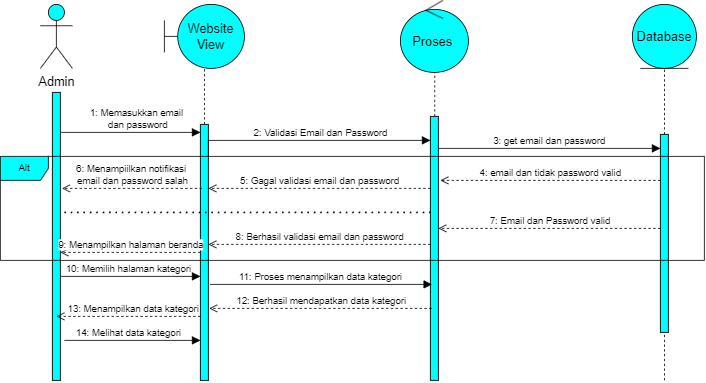 Website
View
Proses
Database
Admin
1: Memasukkan email
dan password
2: Validasi Email dan Password
3: get email dan password
Alt
6: Menampiilkan notifikasi
email dan password salah
5: Gagal validasi email dan password
4: email dan tidak password valid
7: Email dan Password valid
8: Berhasil validasi email dan password
9: Menampilkan halaman beranda
10: Memilih halaman kategori
11: Proses menampilkan data kategori
12: Berhasil mendapatkan data kategori
13: Menampilkan data kategori
14: Melihat data kategori